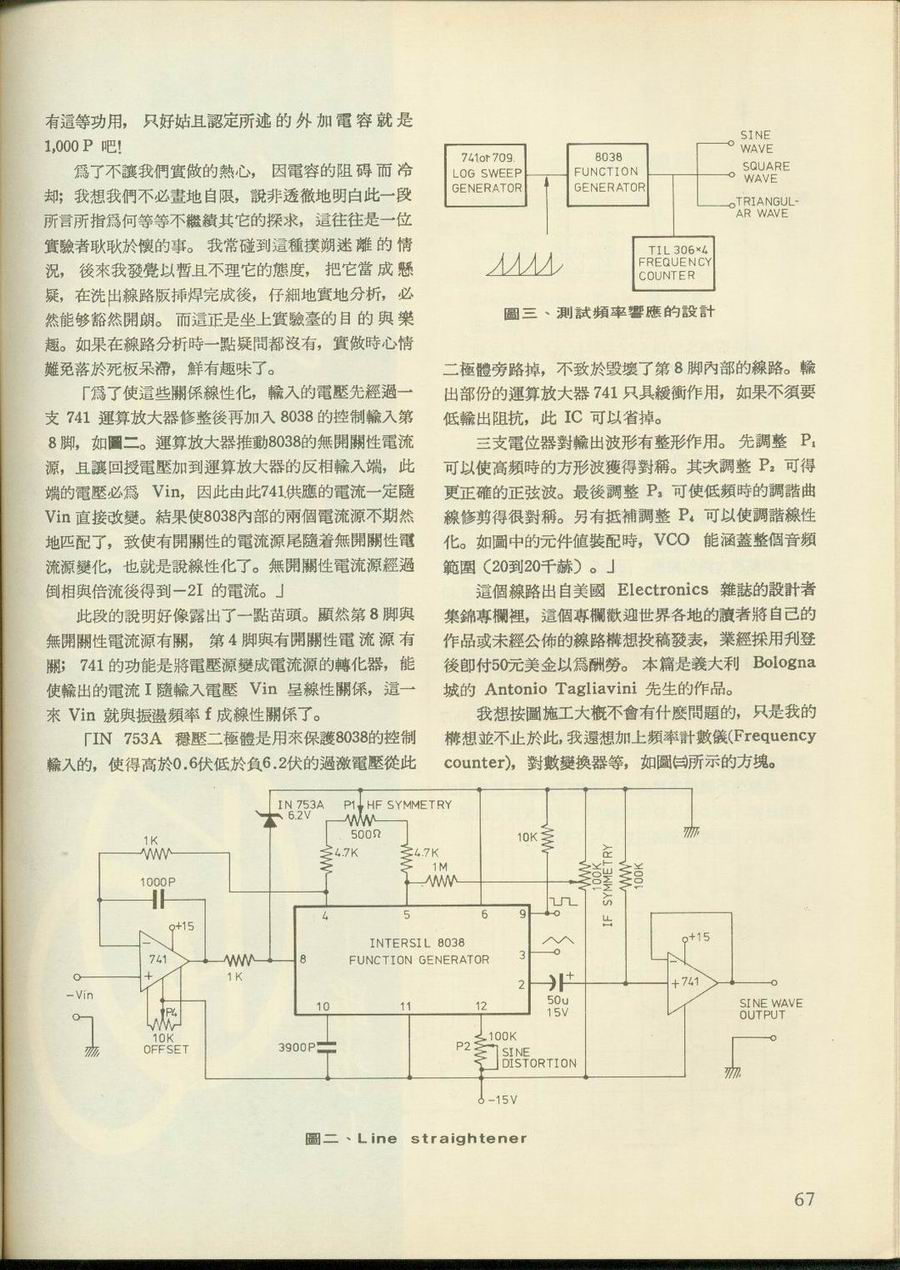 有這等功用，只好姑且認定所述的外加電容就是
1,000 P 吧!
爲了不讓我們實做的熱心，因電容的阻碍而冷
却；我想我們不必畫地自限，說非透徹地明白此一段
所言所指爲何等等不繼續其它的探求，這往往是一位
實驗者耿耿於懷的事。我常碰到這種撲朔迷離的情
況，後來我發覺以暫且不理它的態度，把它當成懸
疑，在洗出線路版揷焊完成後，仔細地實地分析，必
然能够豁然開朗。而這正是坐上實驗臺的目的與樂
趣。如果在線路分析時一點疑問都沒有，實做時心情
難免落於死板呆滯，鮮有趣味了。
「爲了使這些關係線性化，輸入的電壓先經過一
支 741 運算放大器修整後再加入 8038 的控制輸入第
8 脚，如圖二。運算放大器推動8038的無開關性電流
源，且讓回授電壓加到運算放大器的反相輸入端，此
端的電壓必爲 Vin，因此由此741供應的電流一定隨
Vin 直接改變。結果使8038內部的兩個電流源不期然
地匹配了，致使有開關性的電流源尾隨着無開關性電
流源變化，也就是說線性化了。無開關性電流源經過
倒相與倍流後得到－2I 的電流。」
此段的說明好像露出了一點苗頭。顯然第 8 脚與
無開關性電流源有關，第 4 脚與有開關性電流源有
關；741 的功能是將電壓源變成電流源的轉化器，能
使輸出的電流 I 隨輸入電壓 Vin 呈線性關係，這一
來 Vin 就與振盪頻率 f 成線性關係了。
「IN 753A 穩壓二極體是用來保護8038的控制
輸入的，使得高於0.6伏低於負6.2伏的過激電壓從此
741or 709.
LOG SWEEP
GENERATOR
8038
FUNCTION
GENERATOR
SINE
WAVE
SQUARE
WAVE
TRIANGUL-
AR WAVE
TIL 306×4
FREQUENCY
COUNTER
圖三、測試頻率響應的設計
二極體旁路掉，不致於毀壞了第 8 脚內部的線路。輸
出部份的運算放大器 741 只具緩衝作用，如果不須要
低輸出阻抗，此 IC 可以省掉。
三支電位器對輸出波形有整形作用。先調整 P₁
可以使高頻時的方形波獲得對稱。其次調整 P₂ 可得
更正確的正弦波。最後調整 P₃ 可使低頻時的調諧曲
線修剪得很對稱。另有抵補調整 P₄ 可以使調諧線性
化。如圖中的元件値裝配時，VCO 能涵蓋整個音頻
範圍（20到20千赫）。」
這個線路出自美國 Electronics 雜誌的設計者
集錦專欄裡，這個專欄歡迎世界各地的讀者將自己的
作品或未經公佈的線路構想投稿發表，業經採用刋登
後卽付50元美金以爲酬勞。本篇是義大利 Bologna
城的 Antonio Tagliavini 先生的作品。
我想按圖施工大槪不會有什麼問題的，只是我的
構想並不止於此，我還想加上頻率計數儀(Frequency
counter)，對數變換器等，如圖㈢所示的方塊。
IN 753A
6.2V
P1
HF SYMMETRY
500Ω
4.7K
4.7K
1M
10K
100K
IF SYMMETRY
100K
1K
1000P
+15
741
−
+
−Vin
P4
10K
OFFSET
1K
4
5
6
9
8
3
2
10
11
12
INTERSIL 8038
FUNCTION GENERATOR
50u
15V
+
3900P
P2
100K
SINE
DISTORTION
−15V
+15
−
+741
SINE WAVE
OUTPUT
圖二、Line straightener
67